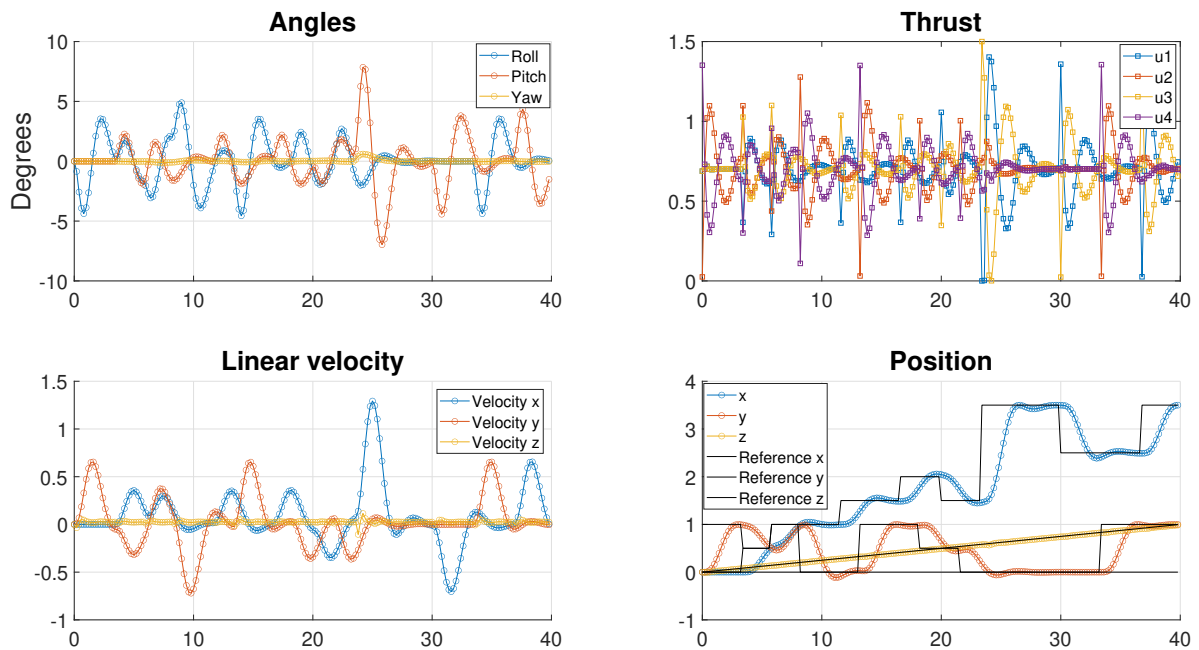 Angles
Degrees
10
5
0
-5
-10
0
10
20
30
40
Roll
Pitch
Yaw
Thrust
1.5
1
0.5
0
0
10
20
30
40
u1
u2
u3
u4
Linear velocity
1.5
1
0.5
0
-0.5
-1
0
10
20
30
40
Velocity x
Velocity y
Velocity z
Position
4
3
2
1
0
-1
0
10
20
30
40
x
y
z
Reference x
Reference y
Reference z